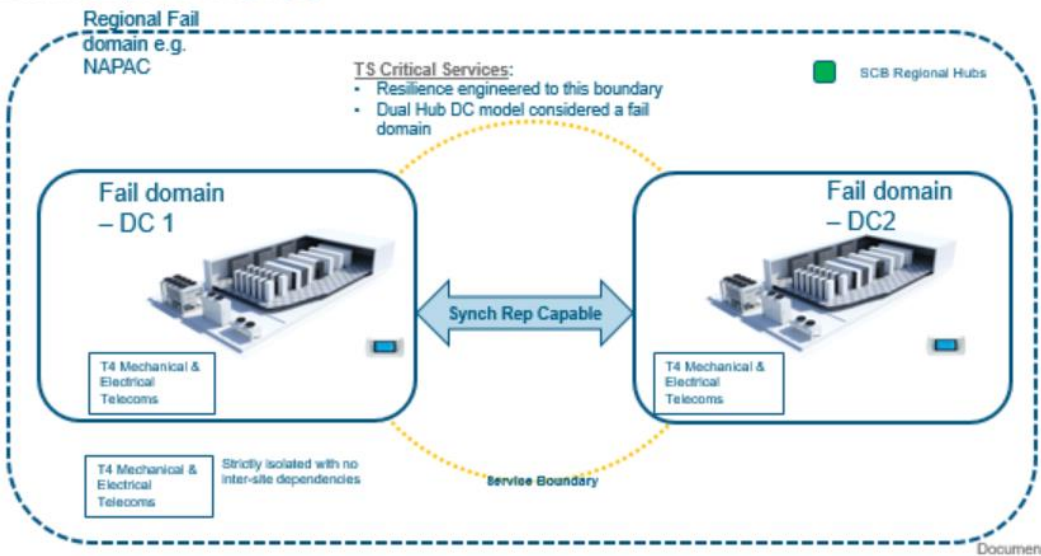 Regional Fail
domain e.g.
NAPAC
TS Critical Services:
• Resilience engineered to this boundary
• Dual Hub DC model considered a fail
domain
SCB Regional Hubs
Fail domain
– DC 1
Fail domain
– DC2
Synch Rep Capable
T4 Mechanical &
Electrical
Telecoms
T4 Mechanical &
Electrical
Telecoms
T4 Mechanical &
Electrical
Telecoms
Strictly isolated with no
inter-site dependencies
Service Boundary
Documen